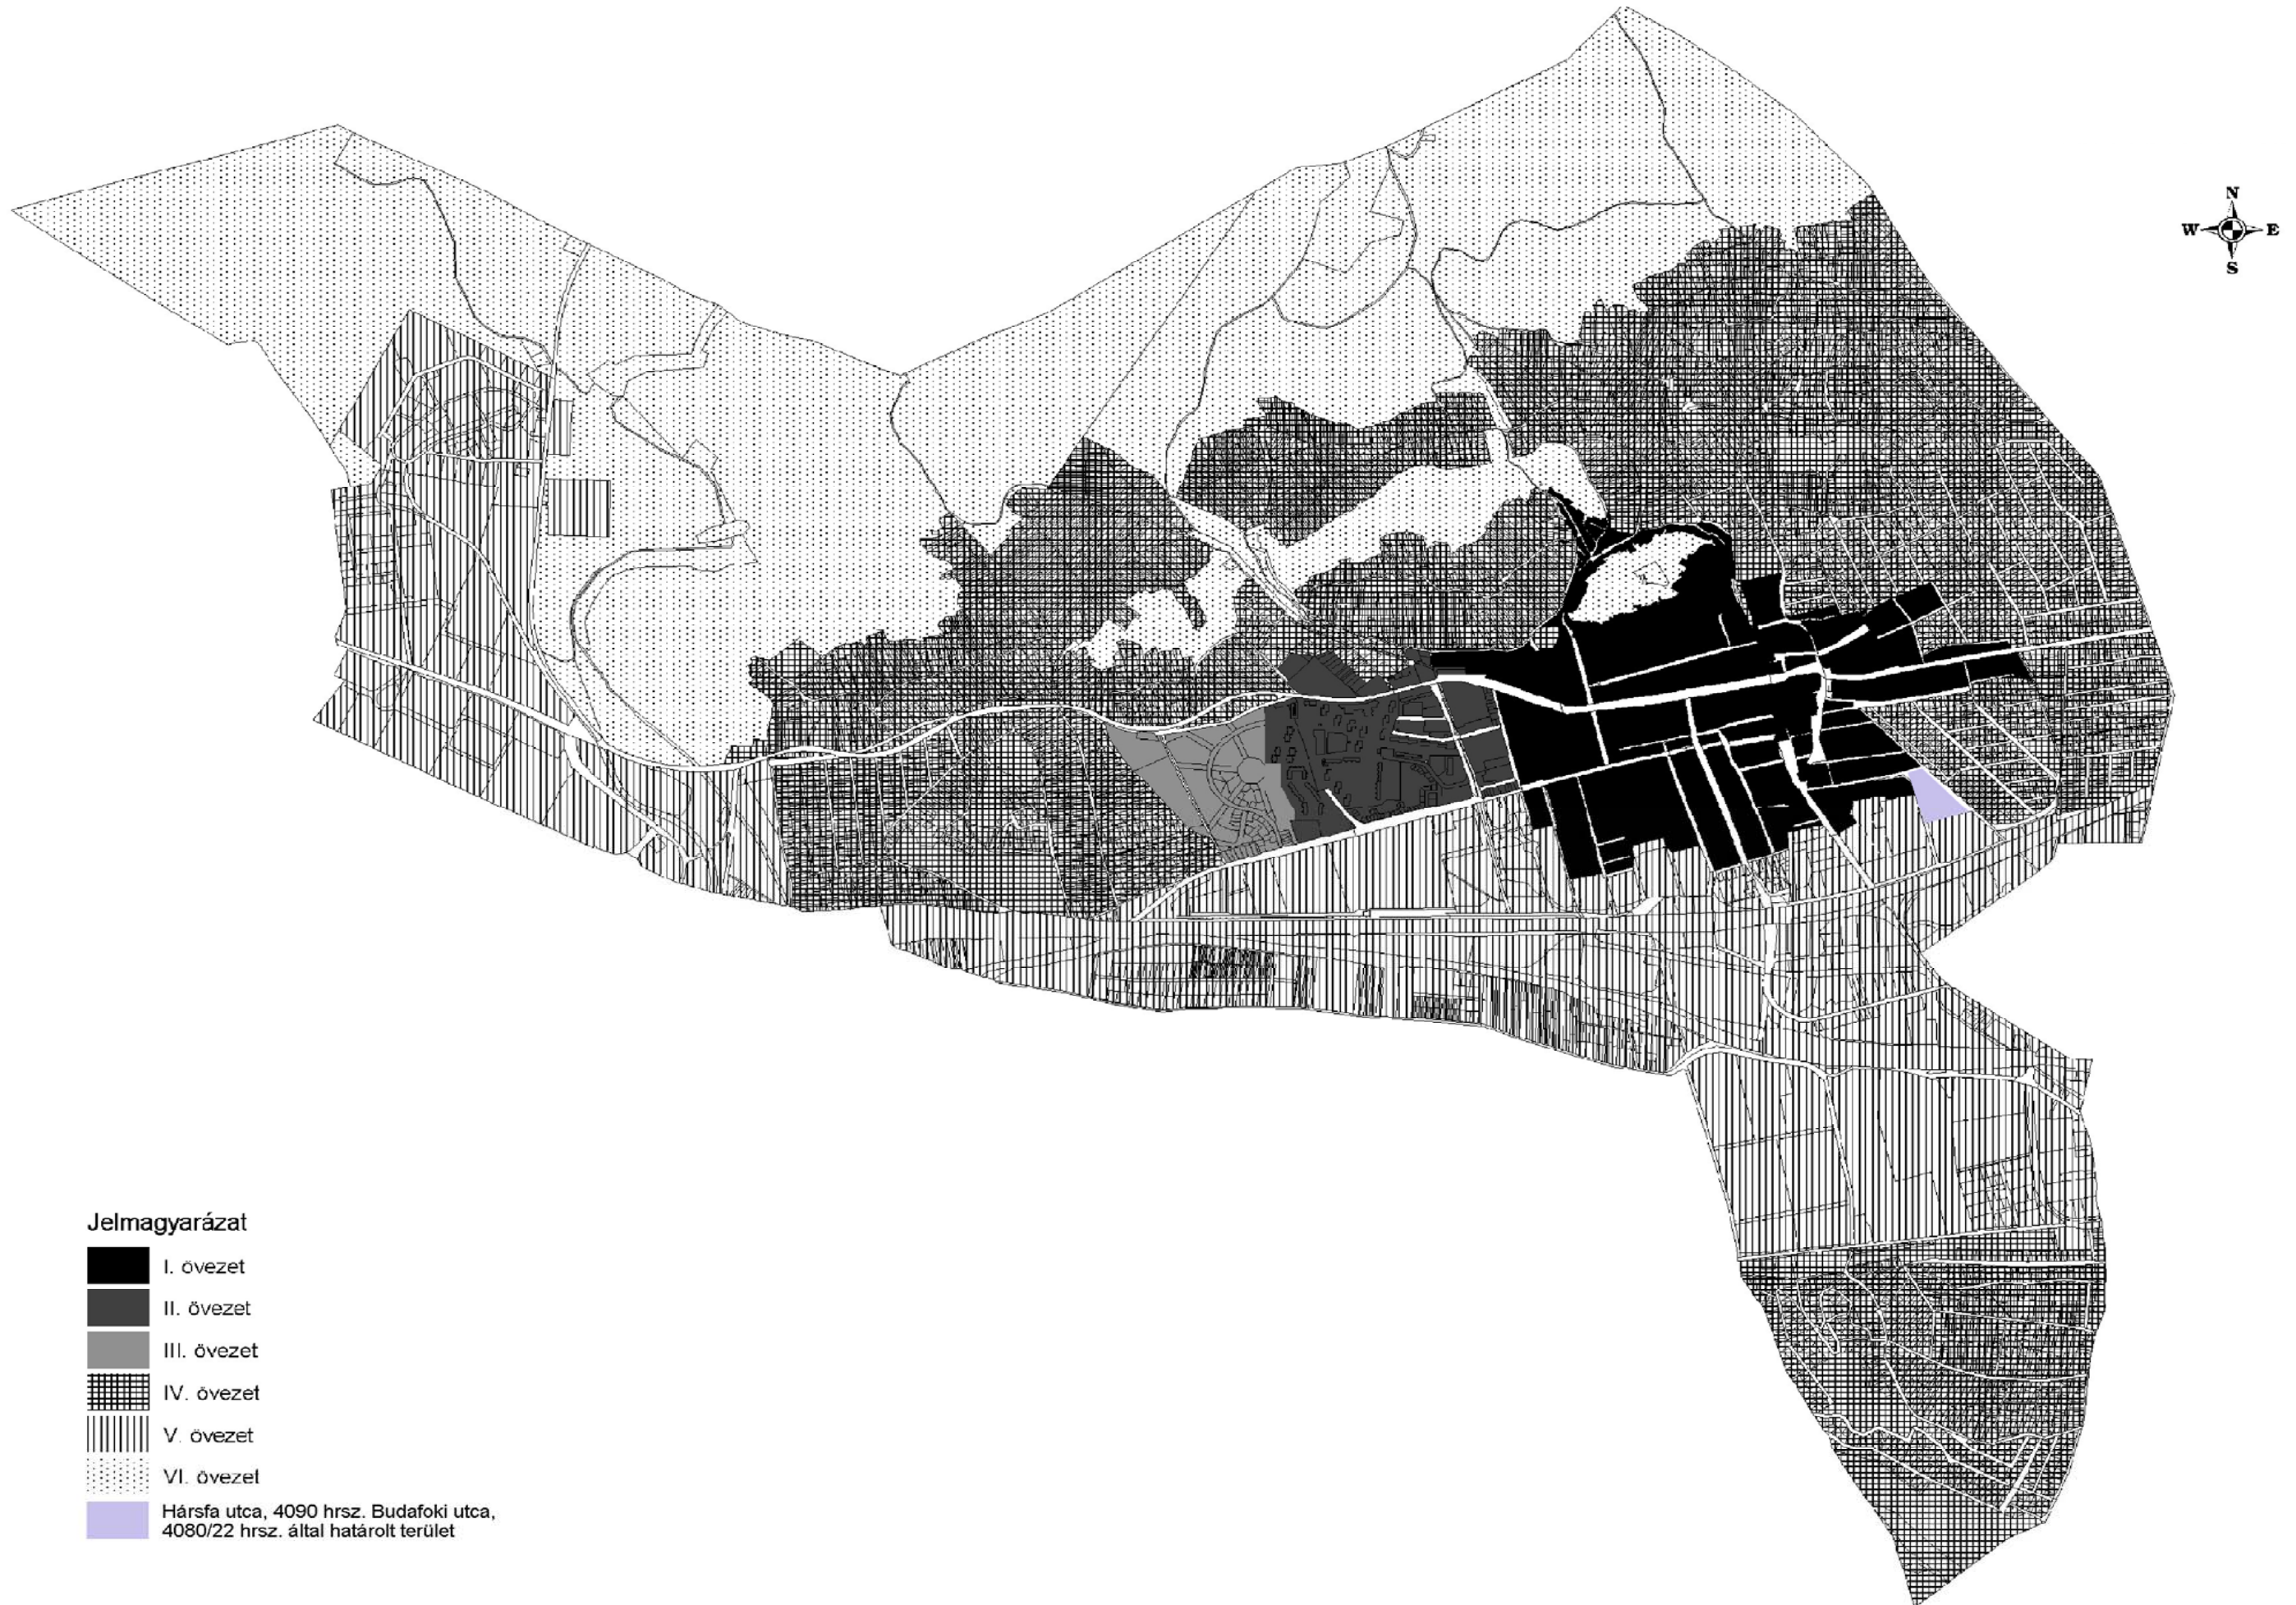 N
W E
S
Jelmagyarázat
I. övezet
II. övezet
III. övezet
IV. övezet
V. övezet
VI. övezet
Hársfa utca, 4090 hrsz. Budafoki utca,
4080/22 hrsz. által határolt terület